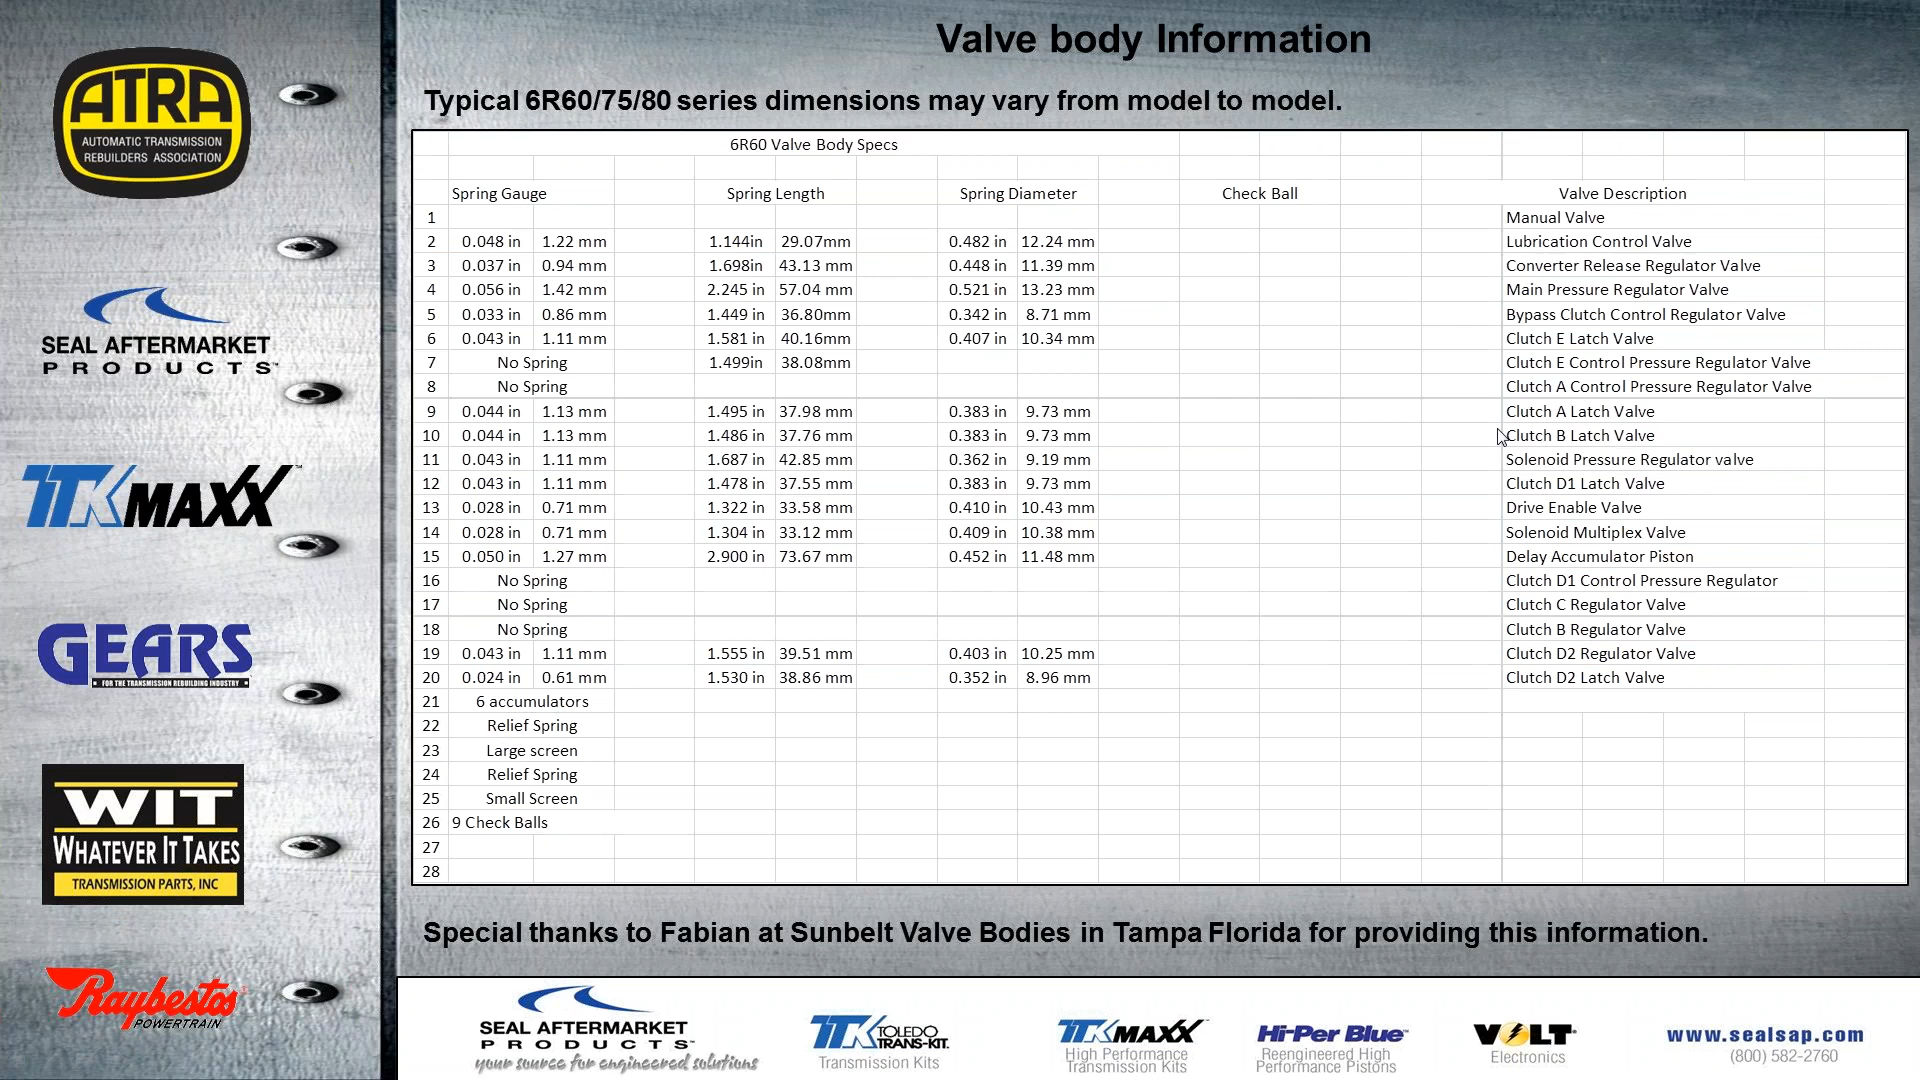 Valve body Information
Typical 6R60/75/80 series dimensions may vary from model to model.
6R60 Valve Body Specs
Spring Gauge Spring Length Spring Diameter Check Ball Valve Description
1 Manual Valve
2 0.048 in 1.22 mm 1.144in 29.07mm 0.482 in 12.24 mm Lubrication Control Valve
3 0.037 in 0.94 mm 1.698in 43.13 mm 0.448 in 11.39 mm Converter Release Regulator Valve
4 0.056 in 1.42 mm 2.245 in 57.04 mm 0.521 in 13.23 mm Main Pressure Regulator Valve
5 0.033 in 0.86 mm 1.449 in 36.80mm 0.342 in 8.71 mm Bypass Clutch Control Regulator Valve
6 0.043 in 1.11 mm 1.581 in 40.16mm 0.407 in 10.34 mm Clutch E Latch Valve
7 No Spring 1.499in 38.08mm Clutch E Control Pressure Regulator Valve
8 No Spring Clutch A Control Pressure Regulator Valve
9 0.044 in 1.13 mm 1.495 in 37.98 mm 0.383 in 9.73 mm Clutch A Latch Valve
10 0.044 in 1.13 mm 1.486 in 37.76 mm 0.383 in 9.73 mm Clutch B Latch Valve
11 0.043 in 1.11 mm 1.687 in 42.85 mm 0.362 in 9.19 mm Solenoid Pressure Regulator valve
12 0.043 in 1.11 mm 1.478 in 37.55 mm 0.383 in 9.73 mm Clutch D1 Latch Valve
13 0.028 in 0.71 mm 1.322 in 33.58 mm 0.410 in 10.43 mm Drive Enable Valve
14 0.028 in 0.71 mm 1.304 in 33.12 mm 0.409 in 10.38 mm Solenoid Multiplex Valve
15 0.050 in 1.27 mm 2.900 in 73.67 mm 0.452 in 11.48 mm Delay Accumulator Piston
16 No Spring Clutch D1 Control Pressure Regulator
17 No Spring Clutch C Regulator Valve
18 No Spring Clutch B Regulator Valve
19 0.043 in 1.11 mm 1.555 in 39.51 mm 0.403 in 10.25 mm Clutch D2 Regulator Valve
20 0.024 in 0.61 mm 1.530 in 38.86 mm 0.352 in 8.96 mm Clutch D2 Latch Valve
21 6 accumulators
22 Relief Spring
23 Large screen
24 Relief Spring
25 Small Screen
26 9 Check Balls
27
28
Special thanks to Fabian at Sunbelt Valve Bodies in Tampa Florida for providing this information.
ATRA
AUTOMATIC TRANSMISSION
REBUILDERS ASSOCIATION
SEAL AFTERMARKET
PRODUCTS™
TTK MAXX™
GEARS
FOR THE TRANSMISSION REBUILDING INDUSTRY
WIT
WHATEVER IT TAKES
TRANSMISSION PARTS, INC
Raybestos®
POWERTRAIN
SEAL AFTERMARKET
PRODUCTS™
your source for engineered solutions
TTK TOLEDO
TRANS-KIT.
Transmission Kits
TTK MAXX™
High Performance
Transmission Kits
Hi-Per Blue™
Reengineered High
Performance Pistons
VOLT™
Electronics
www.sealsap.com
(800) 582-2760